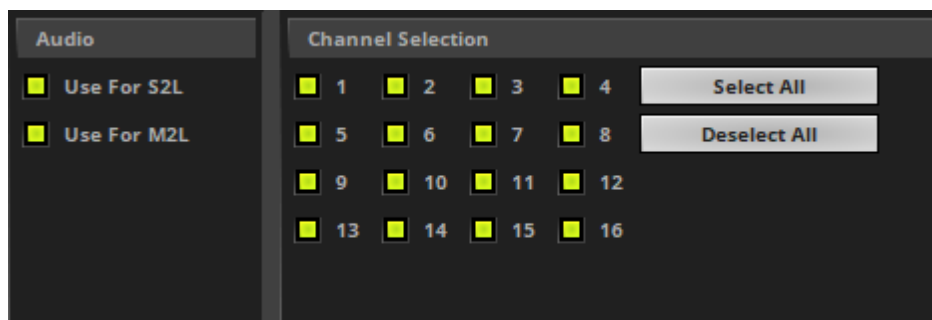 Audio
Use For S2L
Use For M2L
Channel Selection
1 2 3 4 Select All
5 6 7 8 Deselect All
9 10 11 12
13 14 15 16